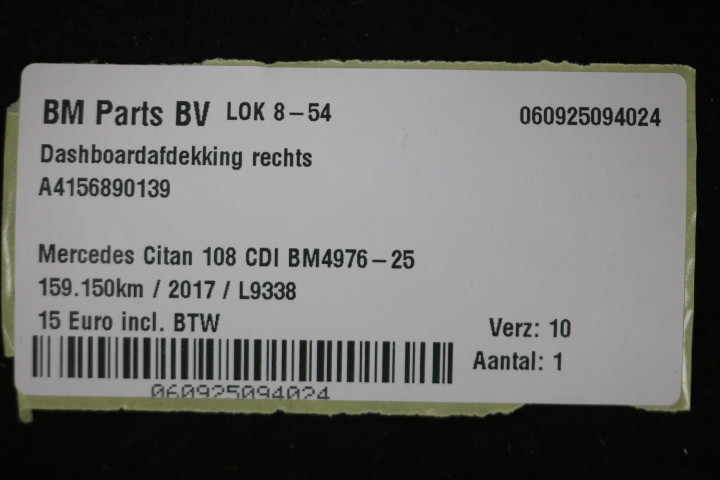 BM Parts BV LOK 8-54 060925094024
Dashboardafdekking rechts
A4156890139
Mercedes Citan 108 CDI BM4976-25
159.150km / 2017 / L9338
15 Euro incl. BTW Verz: 10
Aantal: 1
060925094024